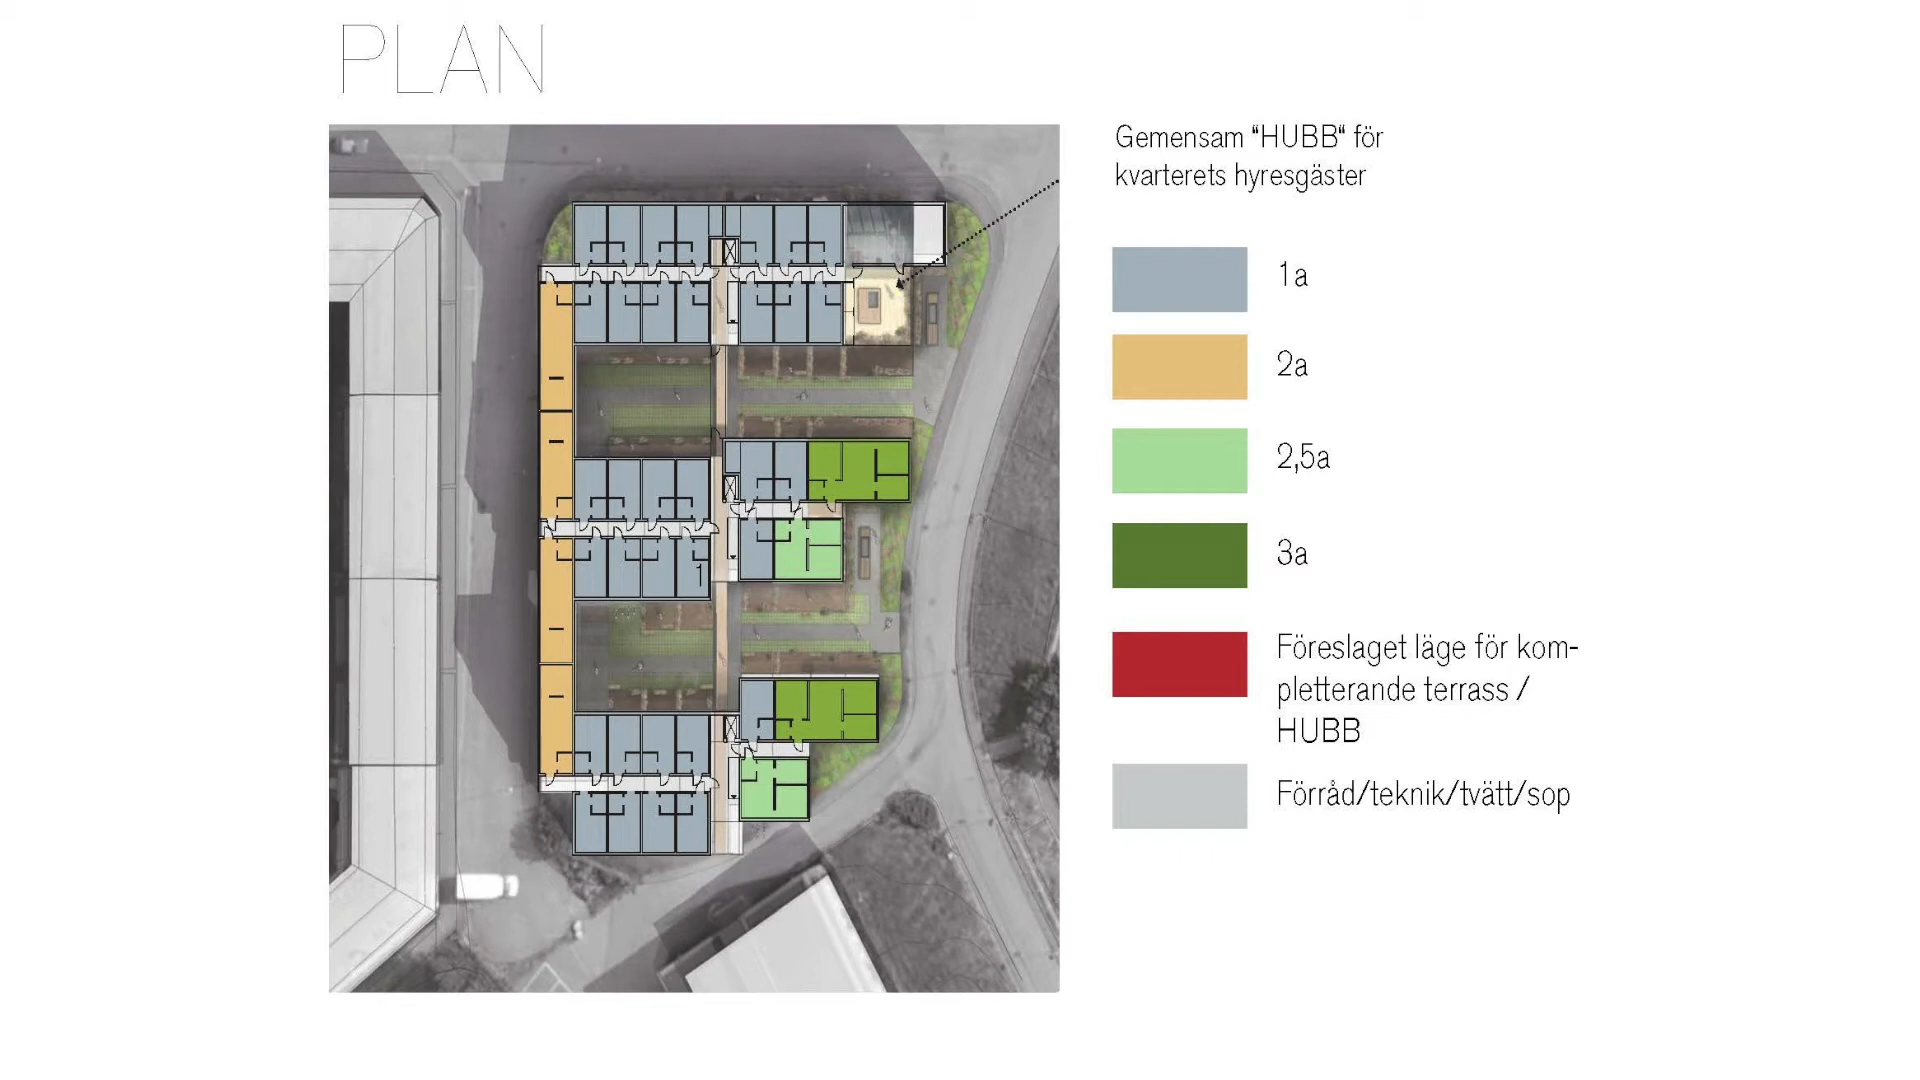 PLAN
Gemensam “HUBB“ för
kvarterets hyresgäster
1a
2a
2,5a
3a
Föreslaget läge för kom-
pletterande terrass /
HUBB
Förråd/teknik/tvätt/sop
1